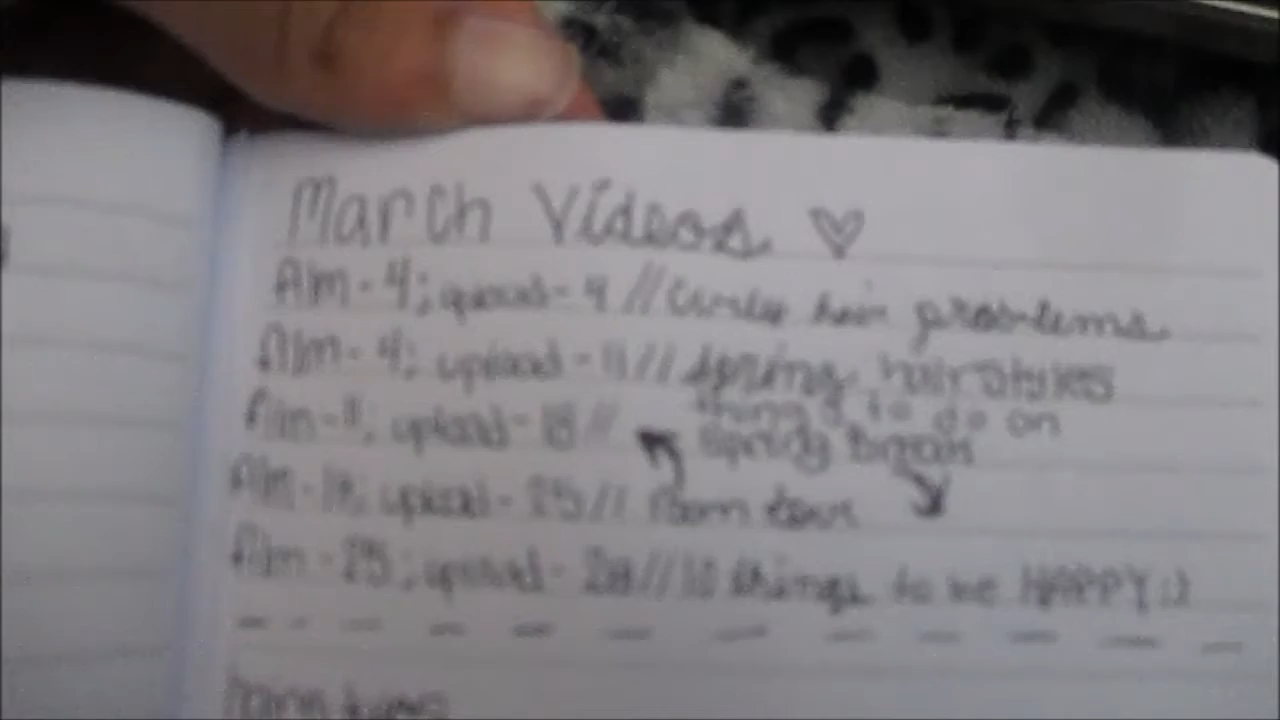 March Videos ♡
film - 4; upload - 4 // Curly hair problems
film - 4; upload - 11 // spring hairstyles
film - 11; upload - 18 // things to do on
spring break
film - 18; upload - 25 // Room tour
film - 25; upload - 28 // 10 things to be HAPPY :)